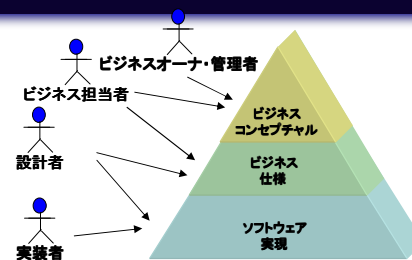 ビジネスオーナ・管理者
ビジネス担当者
設計者
実装者
ビジネス
コンセプチャル
ビジネス
仕様
ソフトウェア
実現